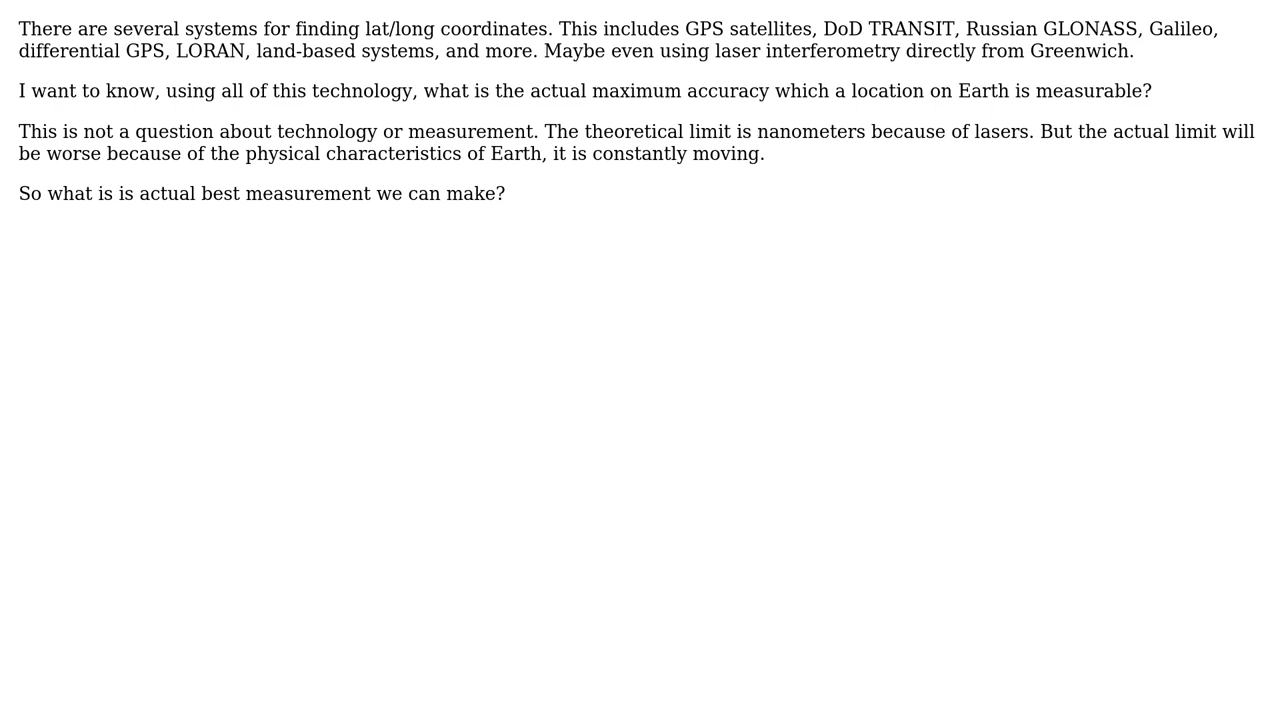 There are several systems for finding lat/long coordinates. This includes GPS satellites, DoD TRANSIT, Russian GLONASS, Galileo,
differential GPS, LORAN, land-based systems, and more. Maybe even using laser interferometry directly from Greenwich.
I want to know, using all of this technology, what is the actual maximum accuracy which a location on Earth is measurable?
This is not a question about technology or measurement. The theoretical limit is nanometers because of lasers. But the actual limit will
be worse because of the physical characteristics of Earth, it is constantly moving.
So what is is actual best measurement we can make?